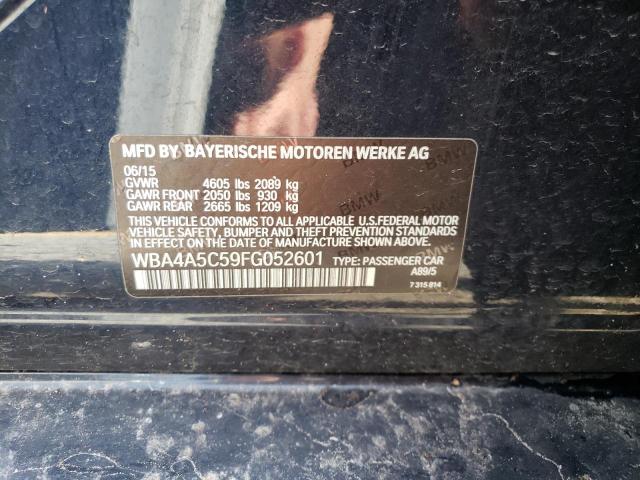 MFD BY BAYERISCHE MOTOREN WERKE AG
06/15
GVWR 4605 lbs 2089 kg
GAWR FRONT 2050 lbs 930 kg
GAWR REAR 2665 lbs 1209 kg
THIS VEHICLE CONFORMS TO ALL APPLICABLE U.S.FEDERAL MOTOR
VEHICLE SAFETY, BUMPER, AND THEFT PREVENTION STANDARDS
IN EFFECT ON THE DATE OF MANUFACTURE SHOWN ABOVE.
WBA4A5C59FG052601 TYPE: PASSENGER CAR
A89/5
7 315 814
BMW
BMW
BMW